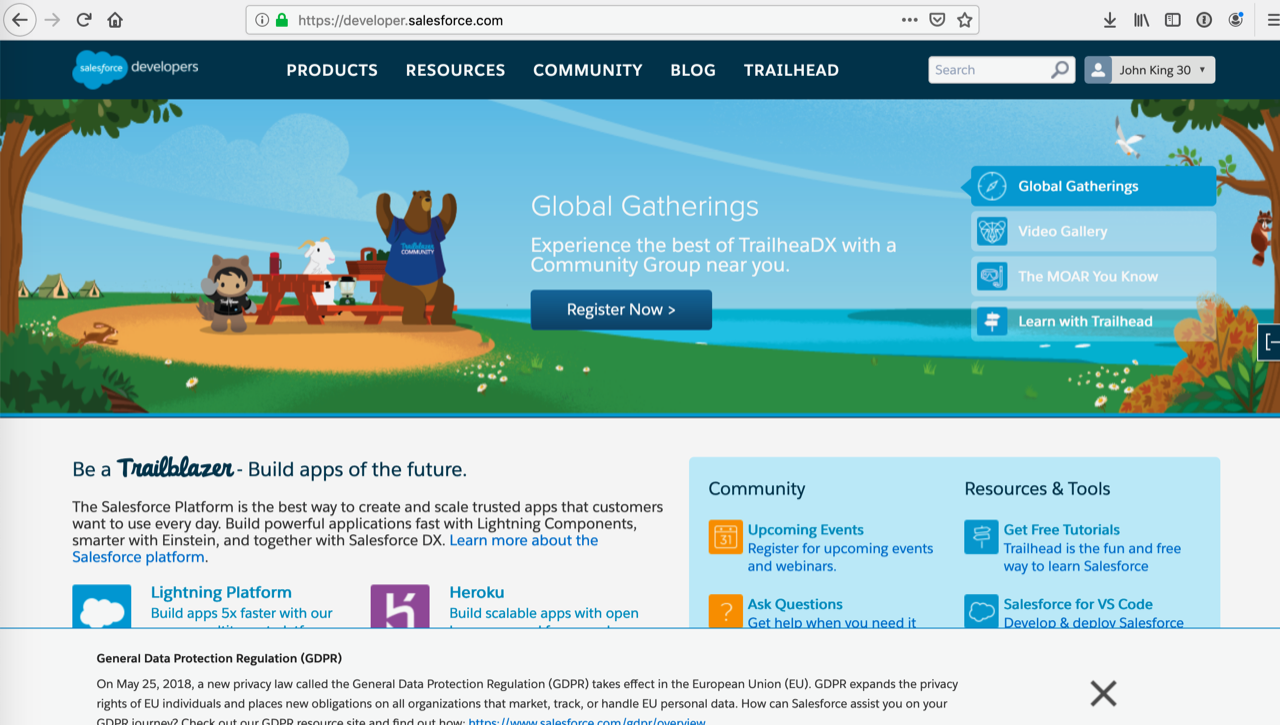 https://developer.salesforce.com
salesforce developers
PRODUCTS RESOURCES COMMUNITY BLOG TRAILHEAD
Search
John King 30
Global Gatherings
Experience the best of TrailheaDX with a
Community Group near you.
Register Now >
Trailblazer
COMMUNITY
Global Gatherings
Video Gallery
The MOAR You Know
Learn with Trailhead
Be a Trailblazer - Build apps of the future.
The Salesforce Platform is the best way to create and scale trusted apps that customers
want to use every day. Build powerful applications fast with Lightning Components,
smarter with Einstein, and together with Salesforce DX. Learn more about the
Salesforce platform.
Lightning Platform
Build apps 5x faster with our
Heroku
Build scalable apps with open
Community
31
Upcoming Events
Register for upcoming events
and webinars.
?
Ask Questions
Get help when you need it
Resources & Tools
Get Free Tutorials
Trailhead is the fun and free
way to learn Salesforce
Salesforce for VS Code
Develop & deploy Salesforce
General Data Protection Regulation (GDPR)
On May 25, 2018, a new privacy law called the General Data Protection Regulation (GDPR) takes effect in the European Union (EU). GDPR expands the privacy
rights of EU individuals and places new obligations on all organizations that market, track, or handle EU personal data. How can Salesforce assist you on your
GDPR journey? Check out our GDPR resource site and find out how: https://www.salesforce.com/gdpr/overview